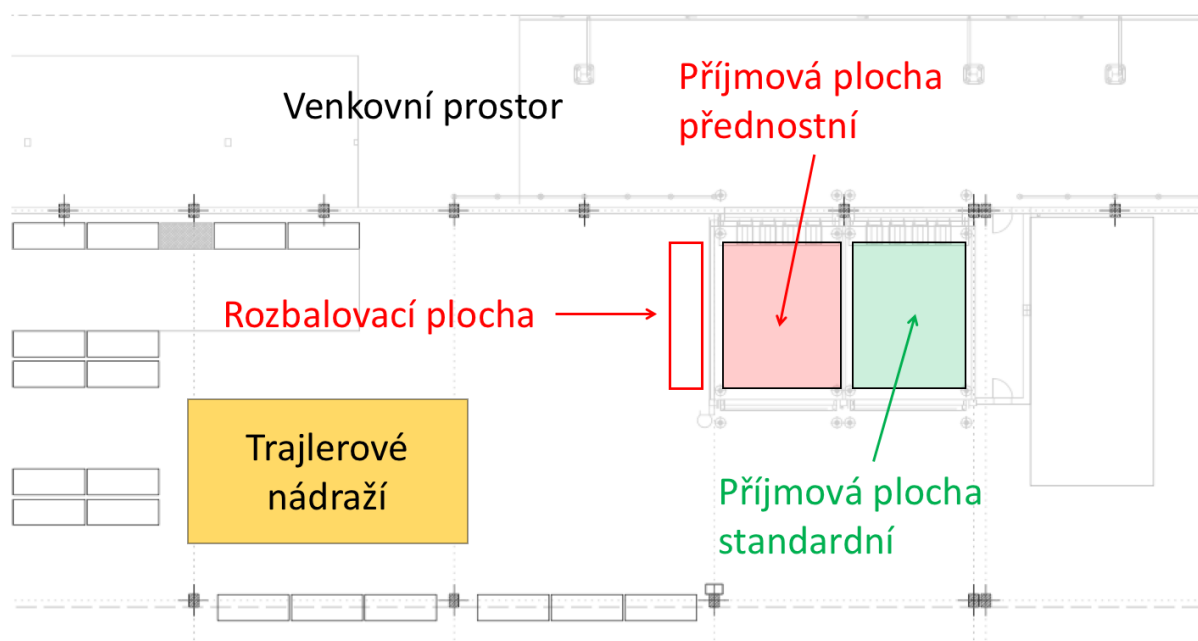 Venkovní prostor
Příjmová plocha
přednostní
Rozbalovací plocha
Trajlerové
nádraží
Příjmová plocha
standardní